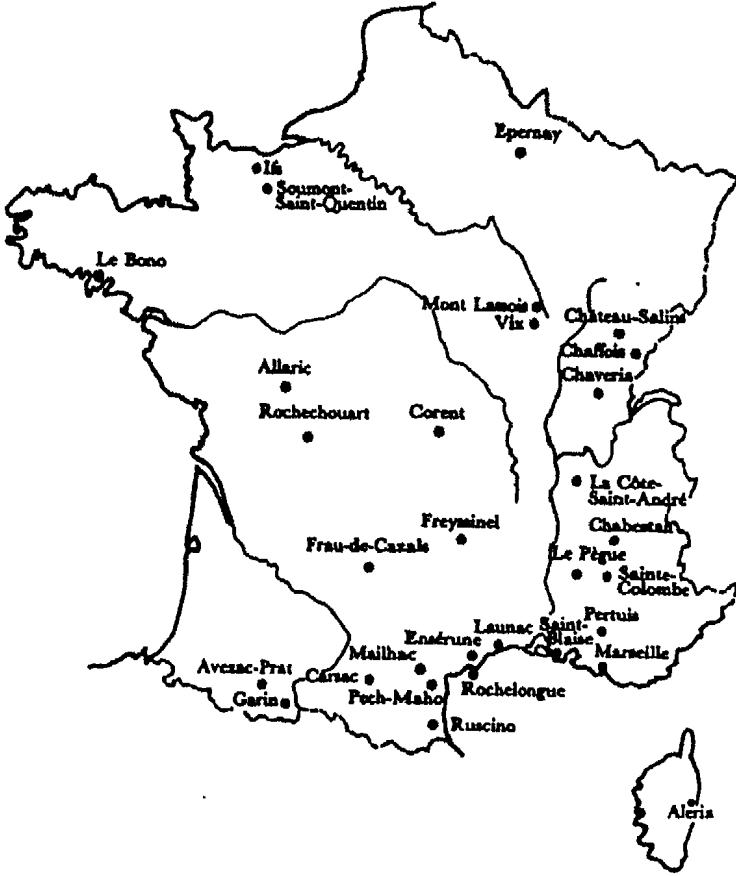 Epernay
Ifs
Soumont-
Saint-Quentin
Le Bono
Mont Lassois
Vix
Château-Salins
Chaffois
Chaveria
Allaric
Rochechouart
Corent
La Côte-
Saint-André
Freyssinel
Chabestan
Frau-de-Cazals
Le Pègue
Sainte-
Colombe
Pertuis
Launac
Saint-
Blaise
Ensérune
Marseille
Mailhac
Avezac-Prat
Carsac
Rochelongue
Pech-Maho
Garin
Ruscino
Aleria